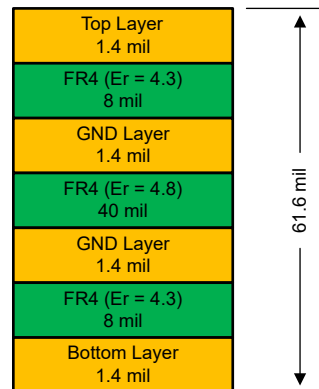 Top Layer
1.4 mil
FR4 (Er = 4.3)
8 mil
GND Layer
1.4 mil
FR4 (Er = 4.8)
40 mil
GND Layer
1.4 mil
FR4 (Er = 4.3)
8 mil
Bottom Layer
1.4 mil
61.6 mil